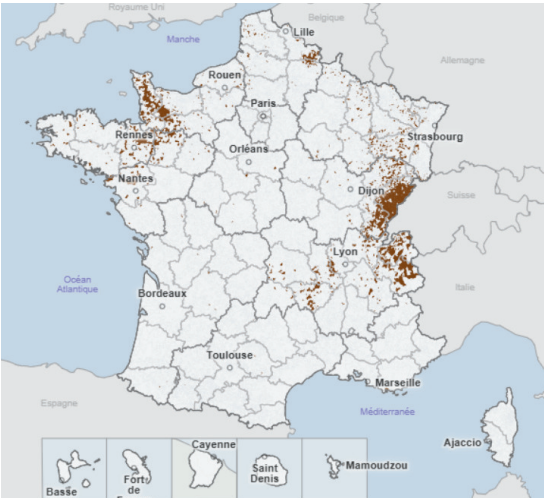 Royaume Uni
Belgique
Manche
Lille
Allemagne
Rouen
Paris
Rennes
Strasbourg
Orléans
Nantes
Dijon
Suisse
Lyon
Océan
Atlantique
Bordeaux
Italie
Toulouse
Marseille
Espagne
Méditerranée
Ajaccio
Cayenne
Saint
Denis
Mamoudzou
Fort
de
Basse